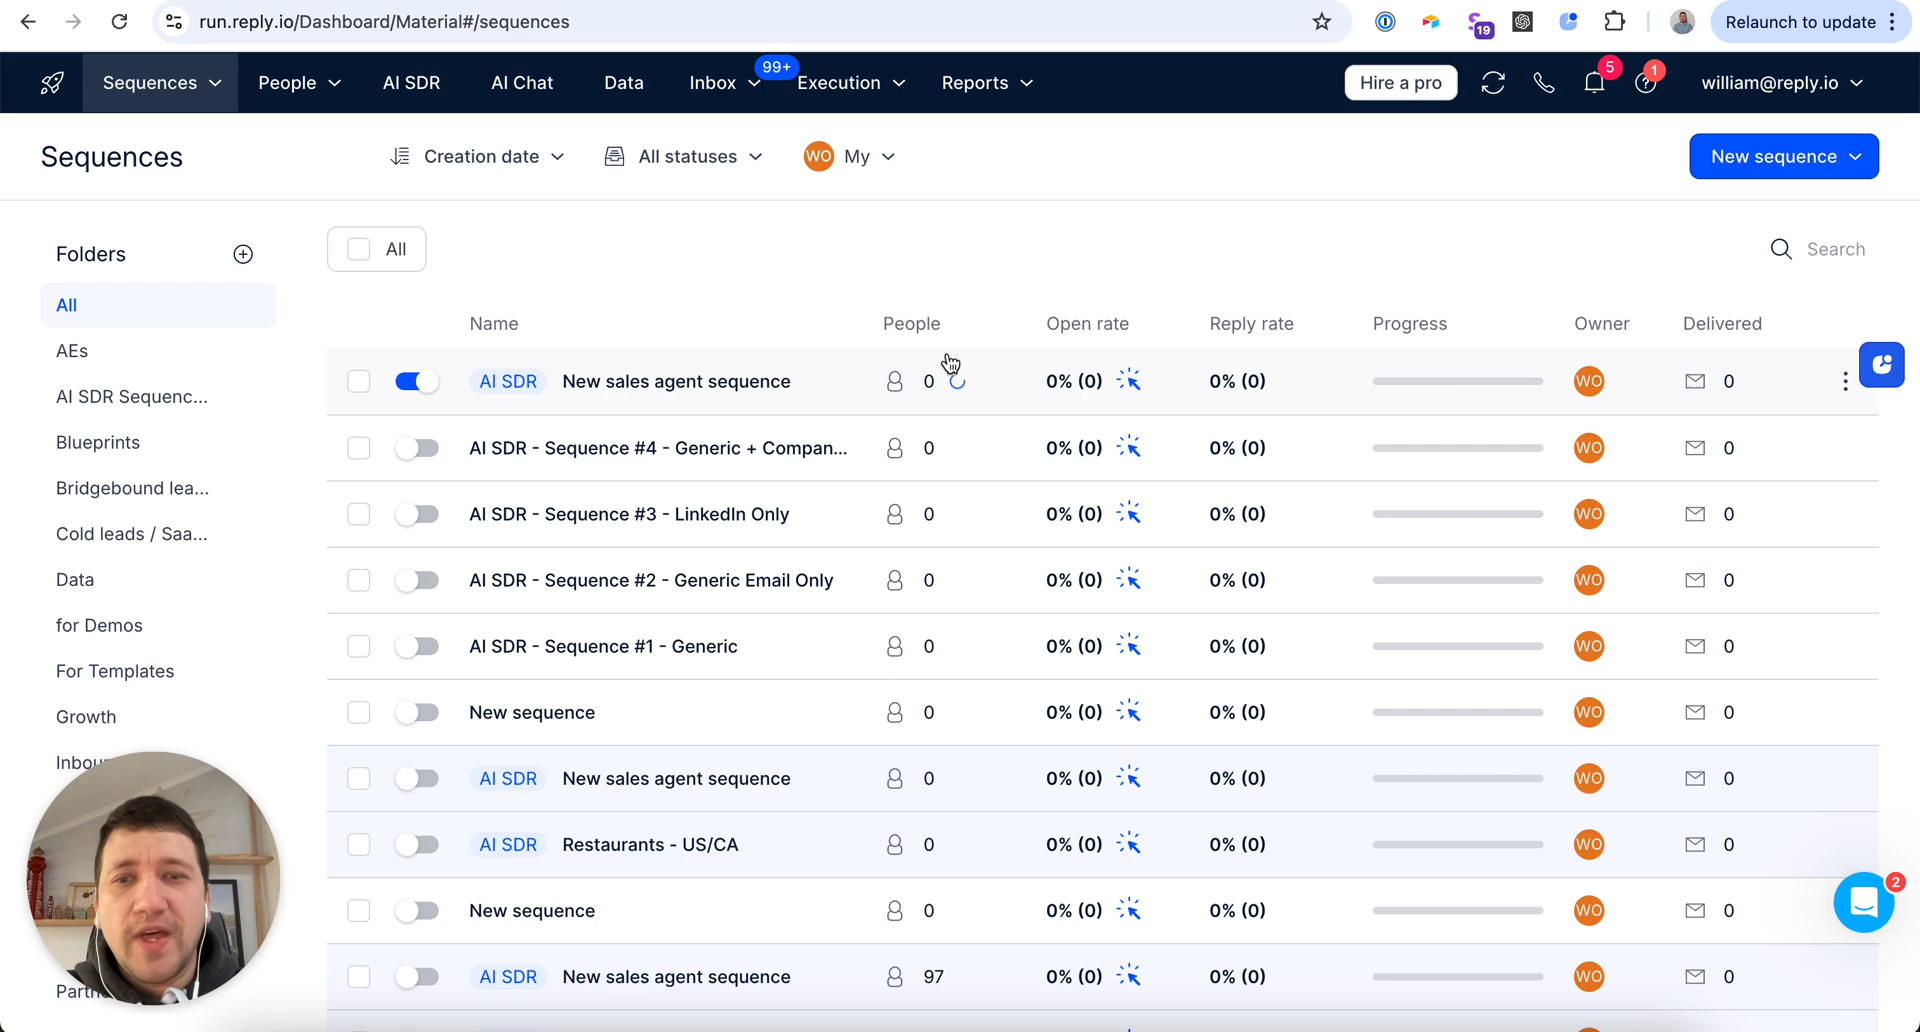 run.reply.io/Dashboard/Material#/sequences
19
Relaunch to update
Sequences
People
AI SDR
AI Chat
Data
Inbox
99+
Execution
Reports
Hire a pro
5
1
william@reply.io
Sequences
Creation date
All statuses
WO My
New sequence
Folders
All
AEs
AI SDR Sequenc...
Blueprints
Bridgebound lea...
Cold leads / Saa...
Data
for Demos
For Templates
Growth
All
Search
Name People Open rate Reply rate Progress Owner Delivered
AI SDR New sales agent sequence 0 0% (0) 0% (0) WO 0
AI SDR - Sequence #4 - Generic + Compan... 0 0% (0) 0% (0) WO 0
AI SDR - Sequence #3 - LinkedIn Only 0 0% (0) 0% (0) WO 0
AI SDR - Sequence #2 - Generic Email Only 0 0% (0) 0% (0) WO 0
AI SDR - Sequence #1 - Generic 0 0% (0) 0% (0) WO 0
New sequence 0 0% (0) 0% (0) WO 0
AI SDR New sales agent sequence 0 0% (0) 0% (0) WO 0
AI SDR Restaurants - US/CA 0 0% (0) 0% (0) WO 0
New sequence 0 0% (0) 0% (0) WO 0
AI SDR New sales agent sequence 97 0% (0) 0% (0) WO 0
2